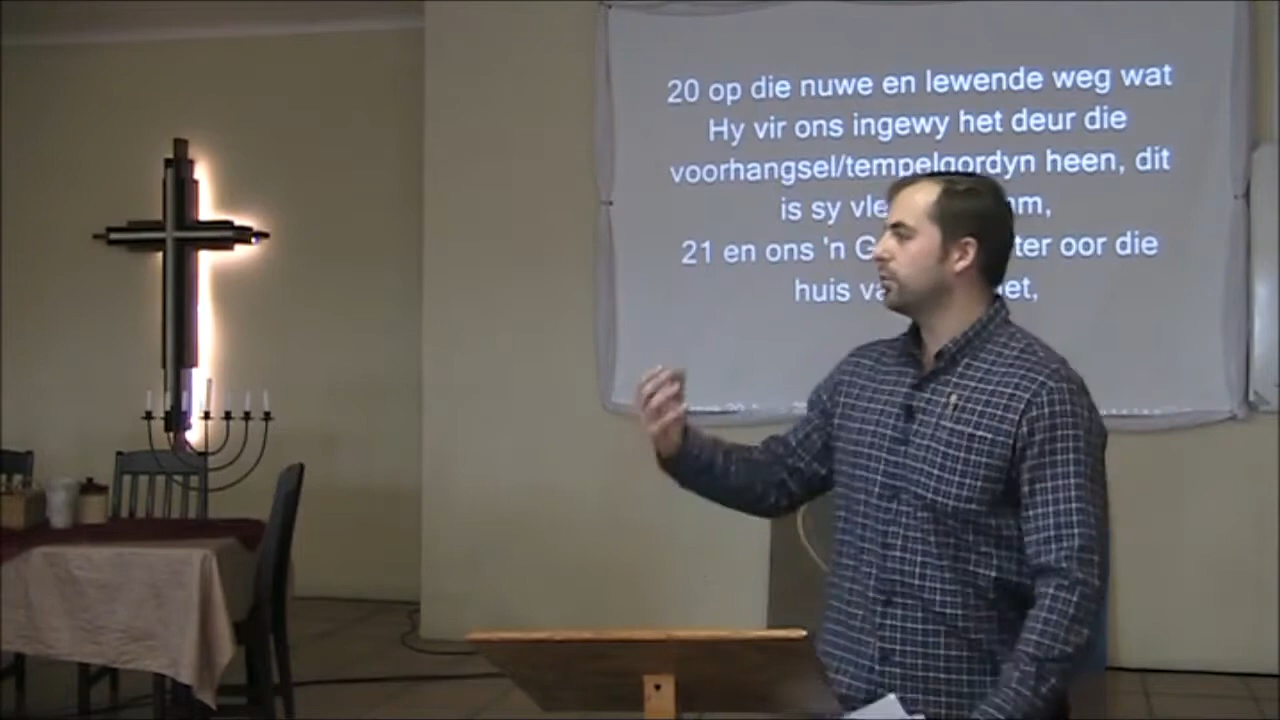 20 op die nuwe en lewende weg wat
Hy vir ons ingewy het deur die
voorhangsel/tempelgordyn heen, dit
is sy
21 en ons 'n oor die
huis